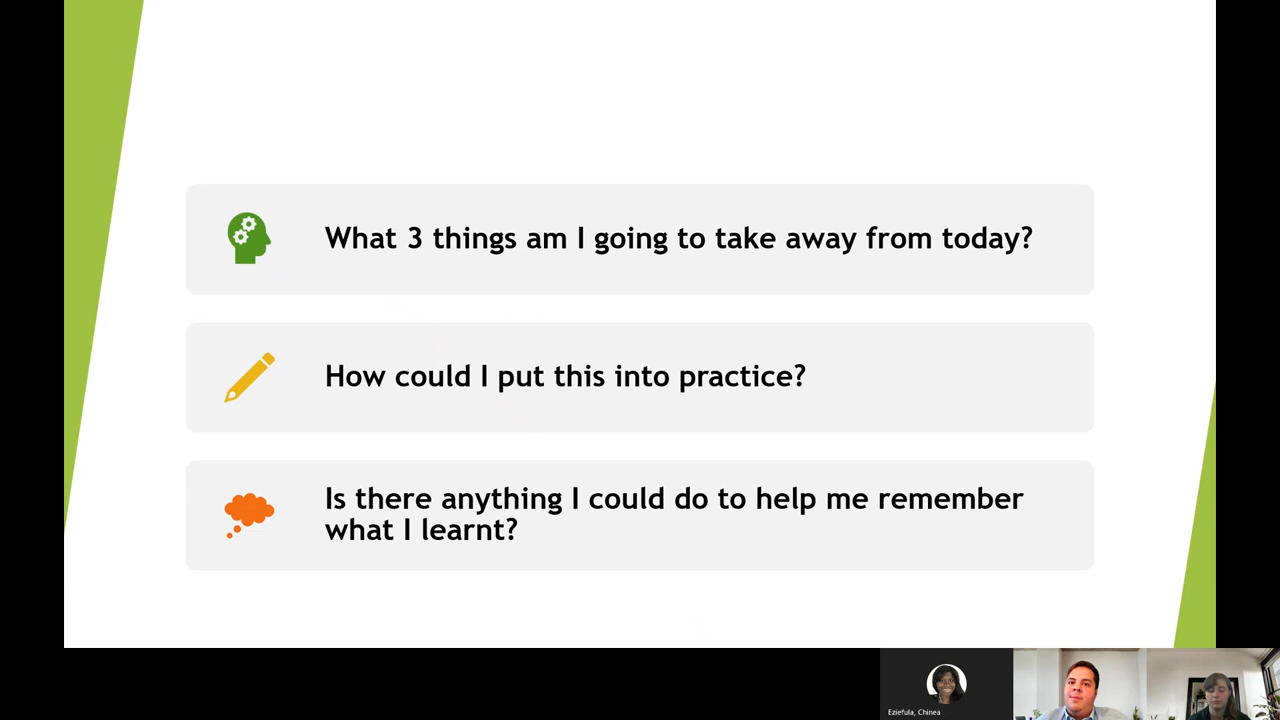 What 3 things am I going to take away from today?
How could I put this into practice?
Is there anything I could do to help me remember
what I learnt?
Eziefula, Chinea